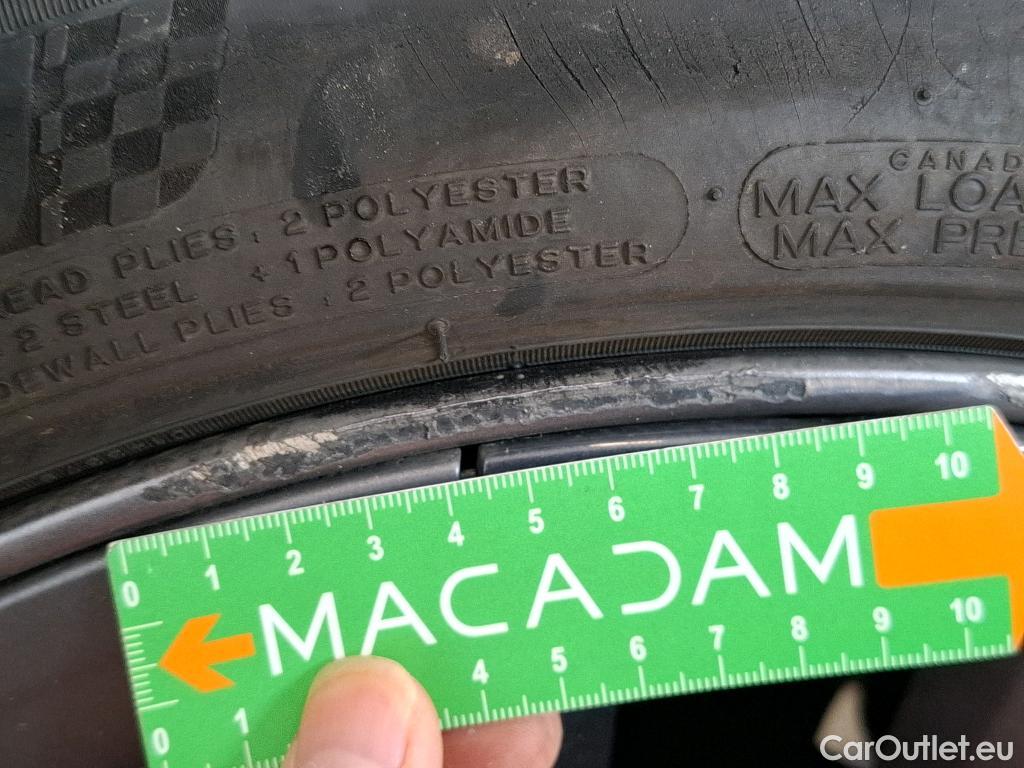 CANAD
MAX LOA
MAX PRE
READ PLIES : 2 POLYESTER
2 STEEL + 1 POLYAMIDE
DEWALL PLIES : 2 POLYESTER
0 1 2 3 4 5 6 7 8 9 10
MACADAM
0 1 4 5 6 7 8 9 10
CarOutlet.eu